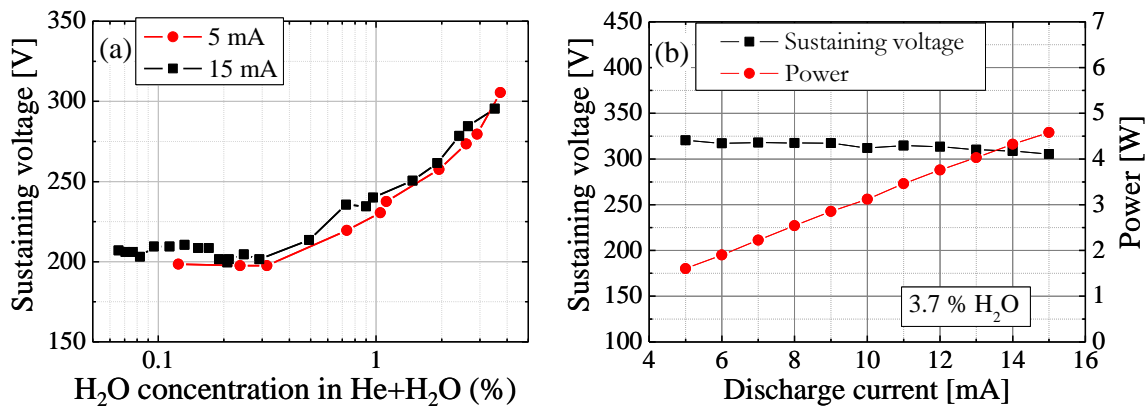 (a)
5 mA
15 mA
Sustaining voltage [V]
350
300
250
200
150
0.1
1
H₂O concentration in He+H₂O (%)
(b)
Sustaining voltage
Power
Sustaining voltage [V]
450
400
350
300
250
200
150
100
3.7 % H₂O
4
6
8
10
12
14
16
Discharge current [mA]
7
6
5
4
3
2
1
0
Power [W]